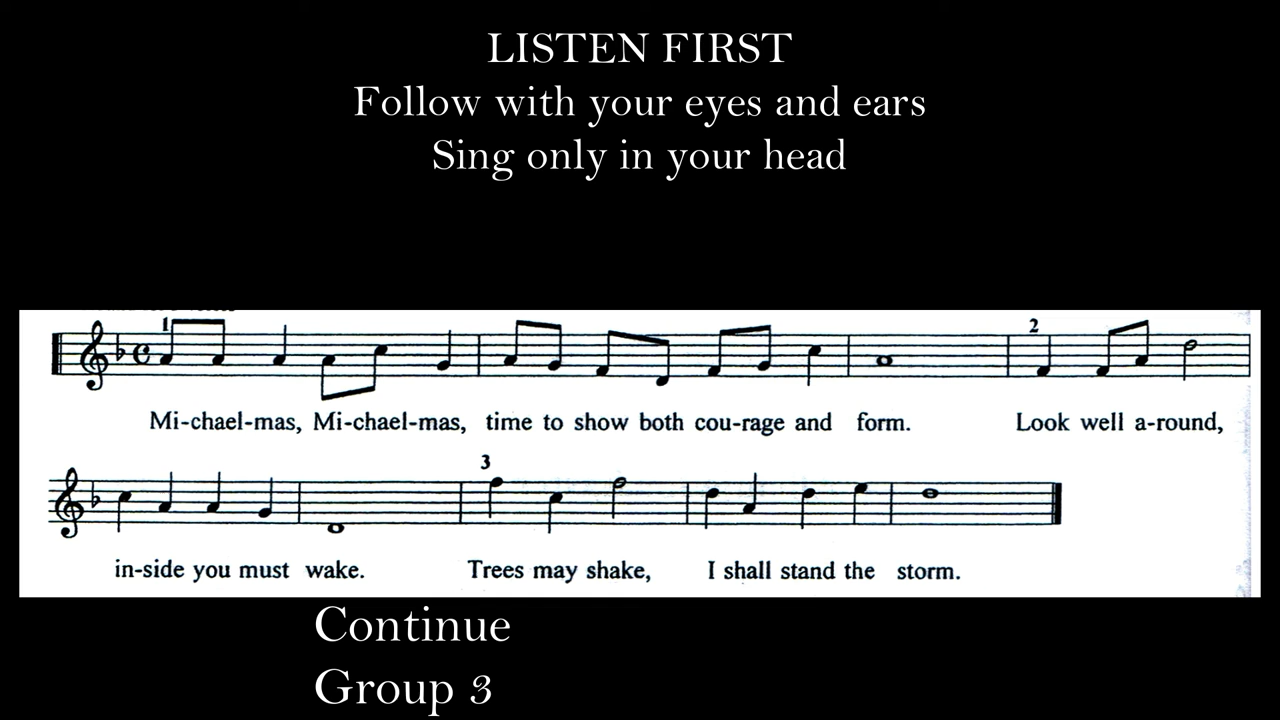 LISTEN FIRST
Follow with your eyes and ears
Sing only in your head
1
2
Mi-chael-mas, Mi-chael-mas, time to show both cou-rage and form. Look well a-round,
3
in-side you must wake. Trees may shake, I shall stand the storm.
Continue
Group 3